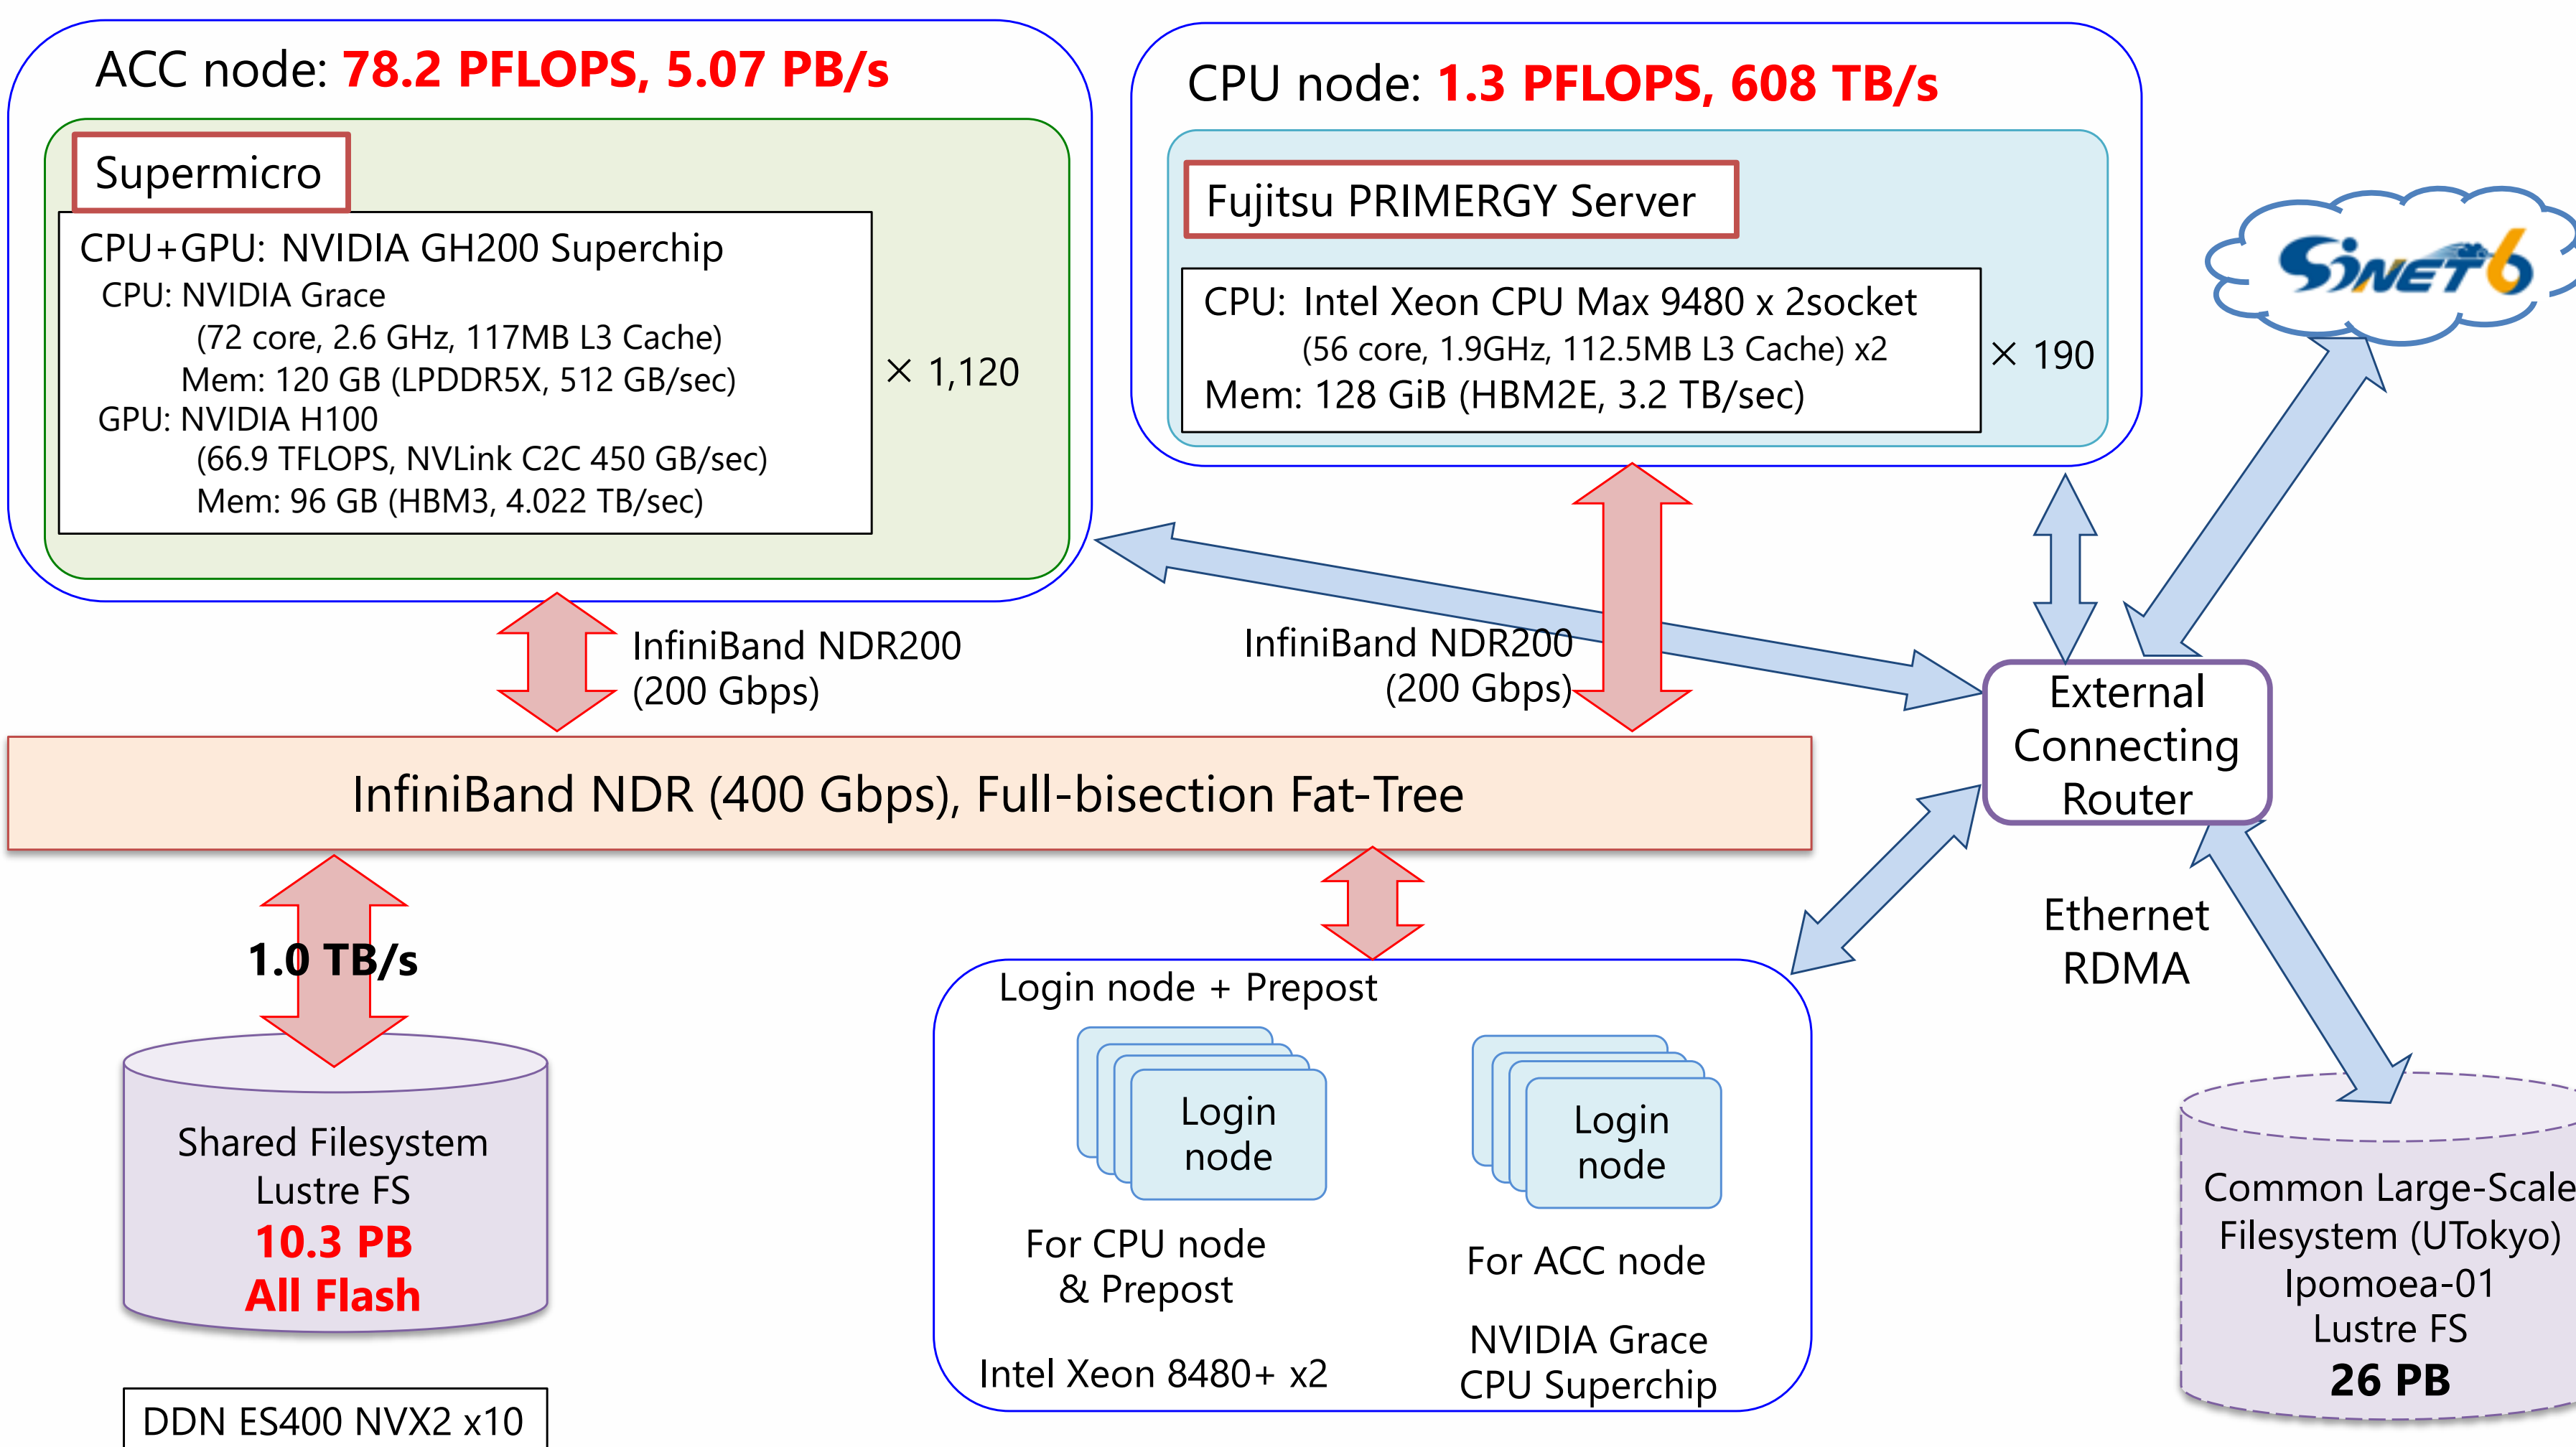 ACC node: 78.2 PFLOPS, 5.07 PB/s
Supermicro
CPU+GPU: NVIDIA GH200 Superchip
CPU: NVIDIA Grace
(72 core, 2.6 GHz, 117MB L3 Cache)
Mem: 120 GB (LPDDR5X, 512 GB/sec)
GPU: NVIDIA H100
(66.9 TFLOPS, NVLink C2C 450 GB/sec)
Mem: 96 GB (HBM3, 4.022 TB/sec)
× 1,120
CPU node: 1.3 PFLOPS, 608 TB/s
Fujitsu PRIMERGY Server
CPU: Intel Xeon CPU Max 9480 x 2socket
(56 core, 1.9GHz, 112.5MB L3 Cache) x2
Mem: 128 GiB (HBM2E, 3.2 TB/sec)
× 190
SINET6
InfiniBand NDR200
(200 Gbps)
InfiniBand NDR200
(200 Gbps)
External
Connecting
Router
InfiniBand NDR (400 Gbps), Full-bisection Fat-Tree
Ethernet
RDMA
1.0 TB/s
Shared Filesystem
Lustre FS
10.3 PB
All Flash
DDN ES400 NVX2 x10
Login node + Prepost
Login
node
For CPU node
& Prepost
Intel Xeon 8480+ x2
Login
node
For ACC node
NVIDIA Grace
CPU Superchip
Common Large-Scale
Filesystem (UTokyo)
Ipomoea-01
Lustre FS
26 PB